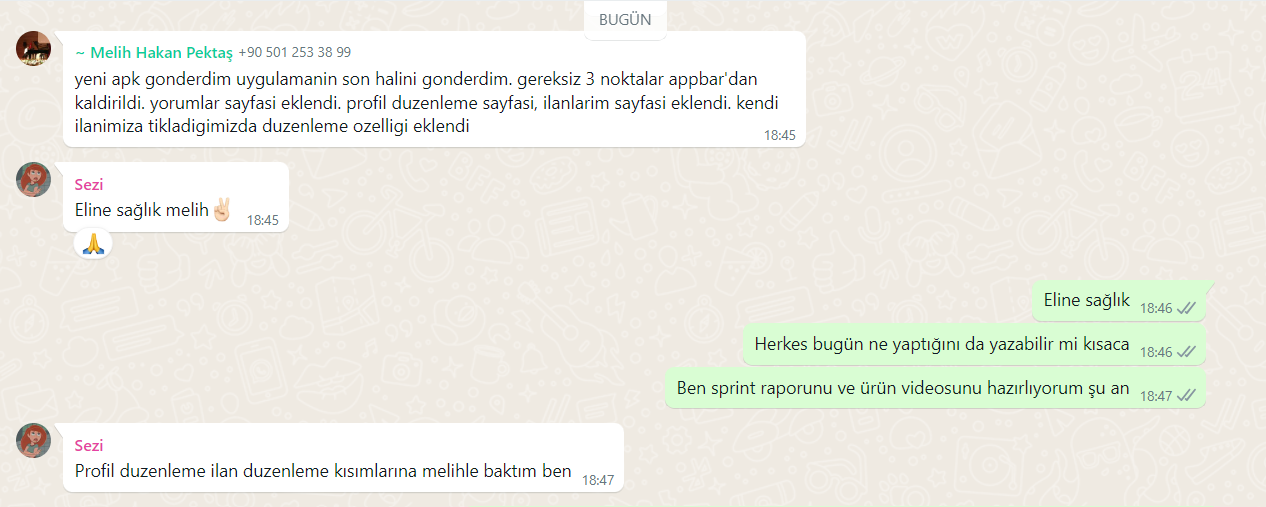 BUGÜN
~ Melih Hakan Pektaş +90 501 253 38 99
yeni apk gonderdim uygulamanin son halini gonderdim. gereksiz 3 noktalar appbar'dan
kaldirildi. yorumlar sayfasi eklendi. profil duzenleme sayfasi, ilanlarim sayfasi eklendi. kendi
ilanimiza tikladigimizda duzenleme ozelligi eklendi
18:45
Sezi
Eline sağlık melih✌🏻 18:45
🙏
Eline sağlık 18:46
Herkes bugün ne yaptığını da yazabilir mi kısaca 18:46
Ben sprint raporunu ve ürün videosunu hazırlıyorum şu an 18:47
Sezi
Profil duzenleme ilan duzenleme kısımlarına melihle baktım ben 18:47